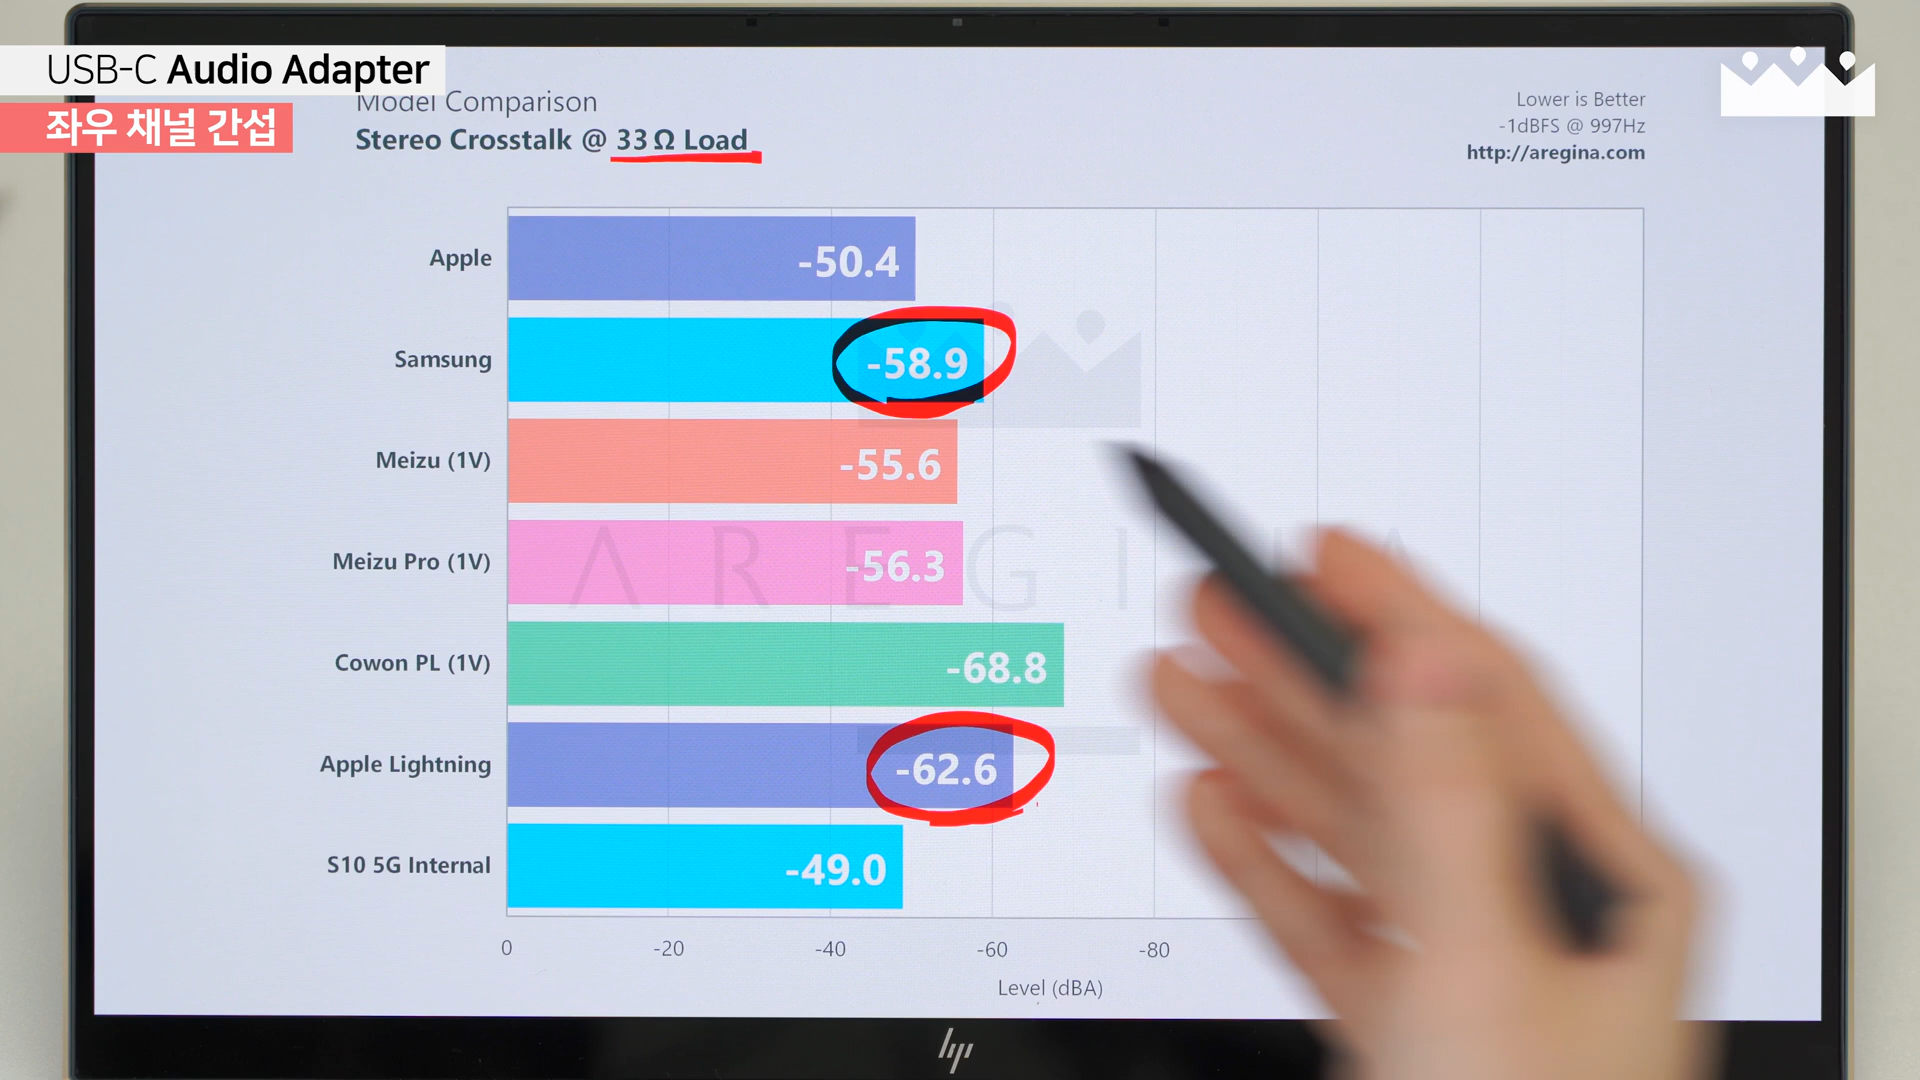 USB-C Audio Adapter
좌우 채널 간섭
Model Comparison
Stereo Crosstalk @ 33 Ω Load
Lower is Better
-1dBFS @ 997Hz
http://aregina.com
Apple
-50.4
Samsung
-58.9
Meizu (1V)
-55.6
Meizu Pro (1V)
-56.3
Cowon PL (1V)
-68.8
Apple Lightning
-62.6
S10 5G Internal
-49.0
0 -20 -40 -60 -80
Level (dBA)
hp